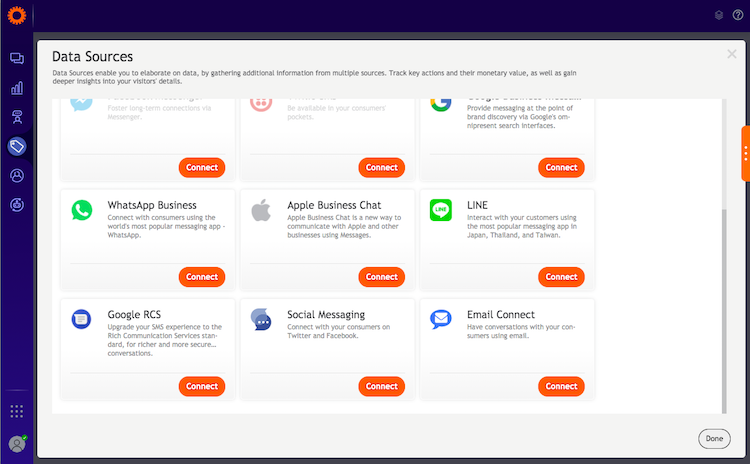 Data Sources
Data Sources enable you to elaborate on data, by gathering additional information from multiple sources. Track key actions and their monetary value, as well as gain
deeper insights into your visitors' details.
Foster long-term connections via
Messenger.
Connect
Be available in your consumers'
pockets.
Connect
Provide messaging at the point of
brand discovery via Google's om-
nipresent search interfaces.
Connect
WhatsApp Business
Connect with consumers using the
world's most popular messaging app -
WhatsApp.
Connect
Apple Business Chat
Apple Business Chat is a new way to
communicate with Apple and other
businesses using Messages.
Connect
LINE
Interact with your customers using
the most popular messaging app in
Japan, Thailand, and Taiwan.
Connect
Google RCS
Upgrade your SMS experience to the
Rich Communication Services stan-
dard, for richer and more secure...
conversations.
Connect
Social Messaging
Connect with your consumers on
Twitter and Facebook.
Connect
Email Connect
Have conversations with your con-
sumers using email.
Connect
Done